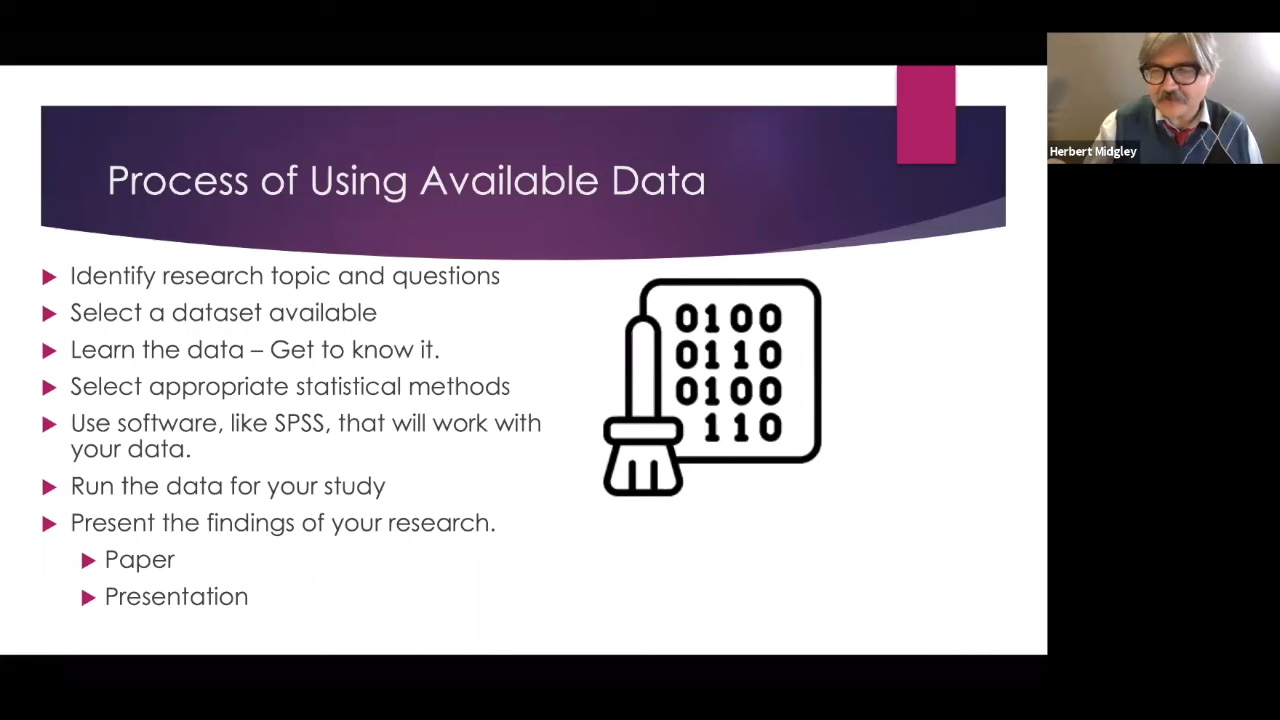 Process of Using Available Data
Herbert Midgley
Identify research topic and questions
Select a dataset available
Learn the data – Get to know it.
Select appropriate statistical methods
Use software, like SPSS, that will work with
your data.
Run the data for your study
Present the findings of your research.
Paper
Presentation
0100
0110
0100
110